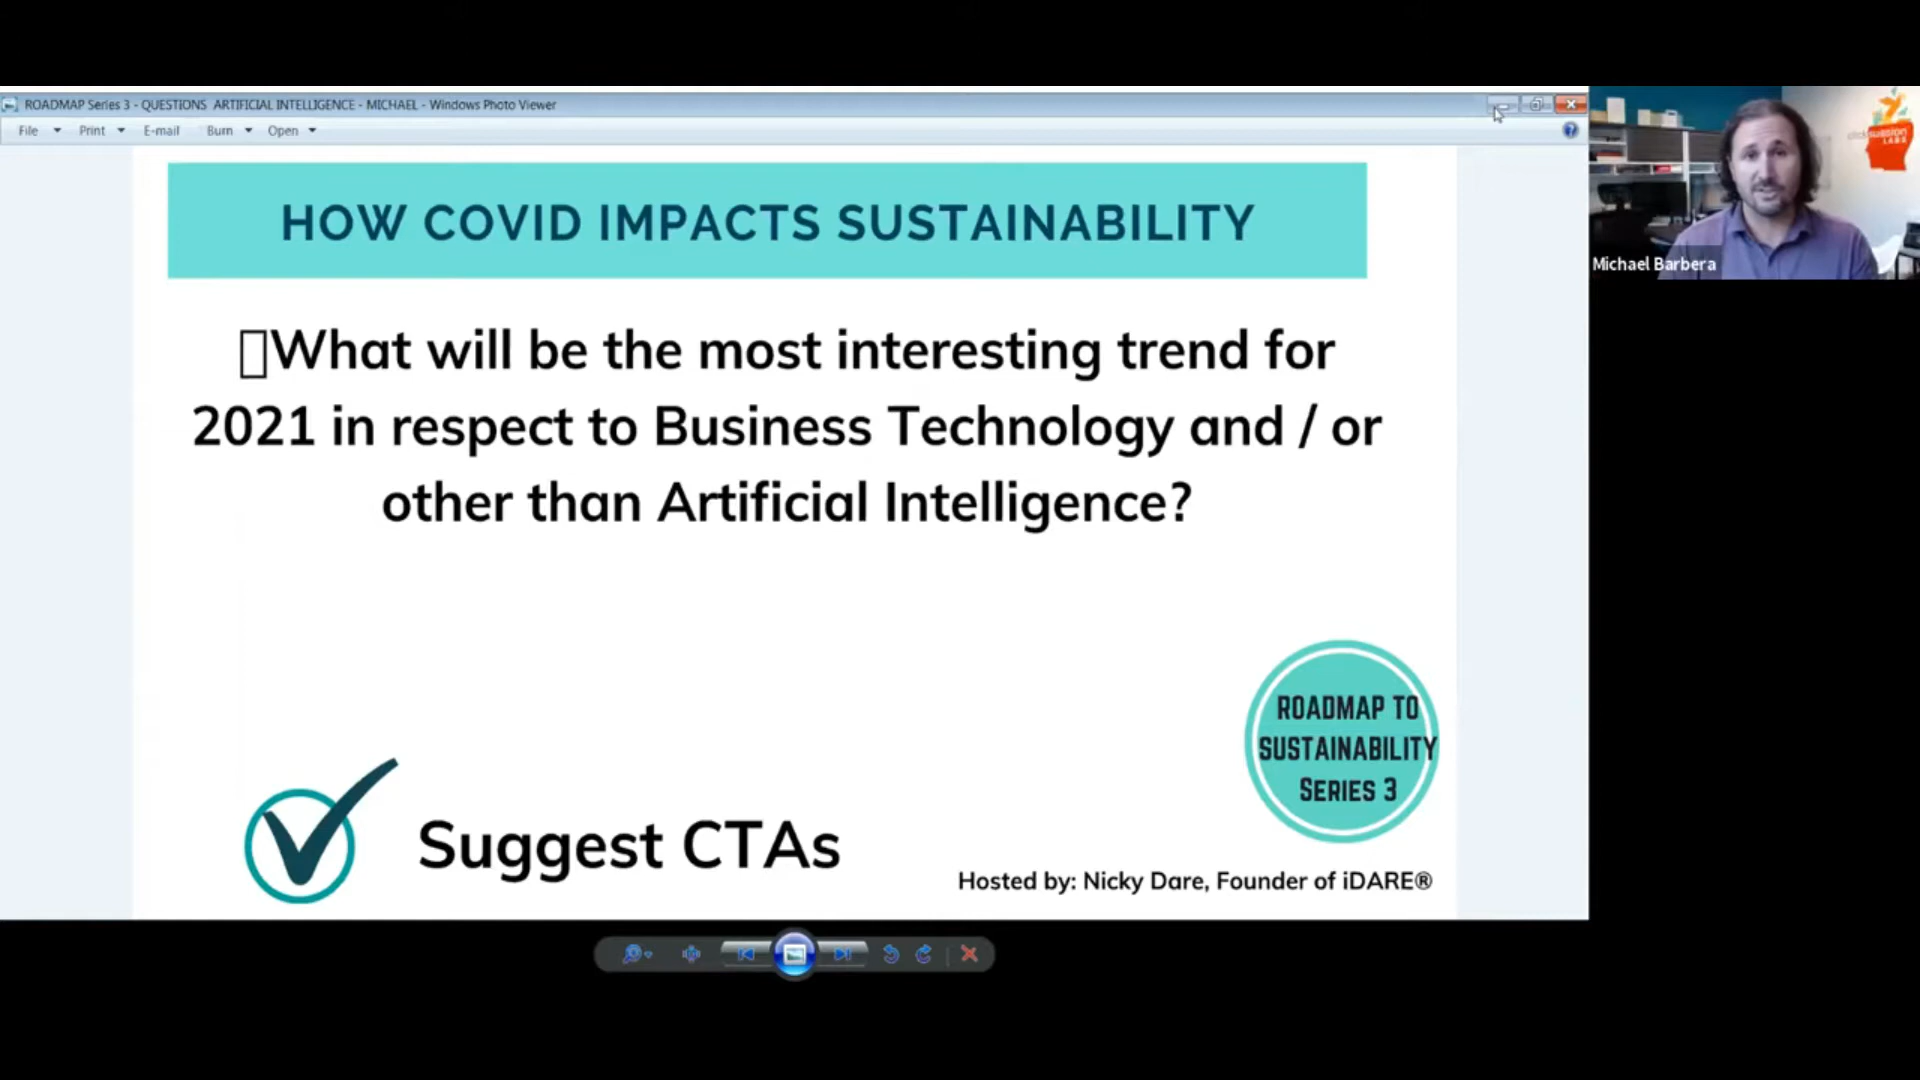 ROADMAP Series 3 - QUESTIONS ARTIFICIAL INTELLIGENCE - MICHAEL - Windows Photo Viewer
File Print E-mail Burn Open
HOW COVID IMPACTS SUSTAINABILITY
What will be the most interesting trend for
2021 in respect to Business Technology and / or
other than Artificial Intelligence?
ROADMAP TO
SUSTAINABILITY
SERIES 3
Suggest CTAs
Hosted by: Nicky Dare, Founder of iDARE®
LABS
Michael Barbera